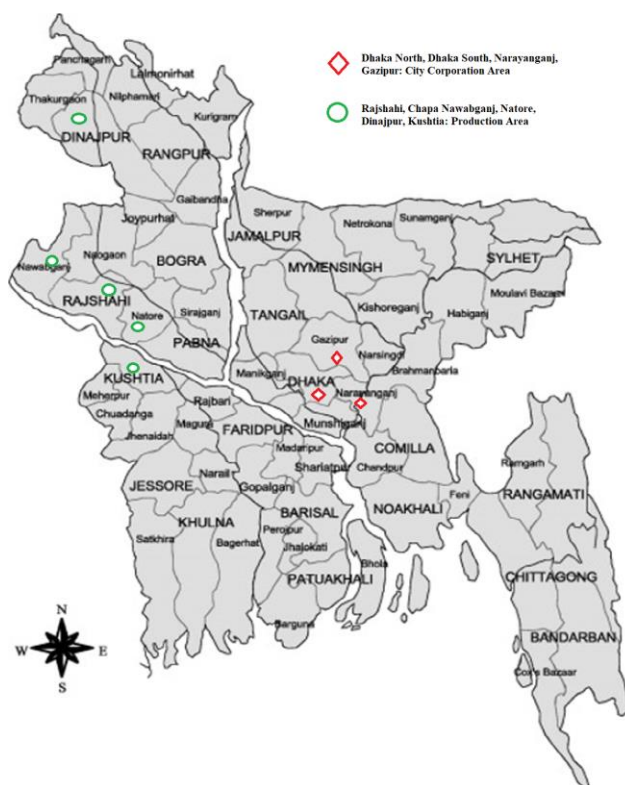 Dhaka North, Dhaka South, Narayanganj,
Gazipur: City Corporation Area
Rajshahi, Chapa Nawabganj, Natore,
Dinajpur, Kushtia: Production Area
Panchagarh
Lalmonirhat
Thakurgaon
Nilphamari
Kurigram
DINAJPUR
RANGPUR
Gaibandha
Joypurhat
Sherpur
Netrokona
Sunamganj
JAMALPUR
SYLHET
Naogaon
BOGRA
MYMENSINGH
Nawabganj
Moulavi Bazam
RAJSHAHI
Kishoreganj
Habiganj
Natore
Sirajganj
TANGAIL
PABNA
Gazipur
Narsingdi
Brahmanbaria
KUSHTIA
Manikganj
DHAKA
Meherpur
Narayanganj
Rajbari
Chuadanga
Magura
FARIDPUR
Munshiganj
Jhenaidah
COMILLA
Madaripur
Narail
Shariatpur
Chandpur
Ramgarh
JESSORE
Gopalganj
RANGAMATI
Feni
NOAKHALI
BARISAL
KHULNA
Perojpur
Satkhira
Bagerhat
Jhalokati
Bhola
PATUAKHALI
CHITTAGONG
Barguna
BANDARBAN
Cox's Bazaar
N
W
E
S